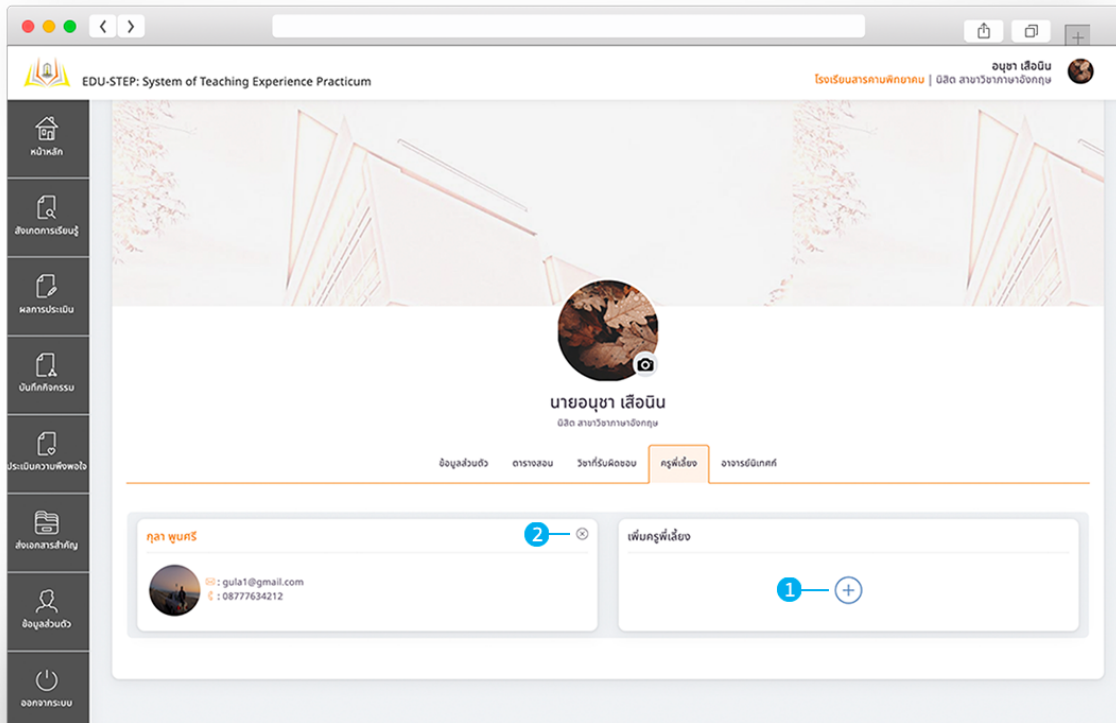 EDU-STEP: System of Teaching Experience Practicum
อนุชา เสือนิน
โรงเรียนสารคามพิทยาคม | นิสิต สาขาวิชาภาษาอังกฤษ
หน้าหลัก
สังเกตการเรียนรู้
ผลการประเมิน
บันทึกกิจกรรม
ประเมินความพึงพอใจ
ส่งเอกสารสำคัญ
ข้อมูลส่วนตัว
ออกจากระบบ
นายอนุชา เสือนิน
นิสิต สาขาวิชาภาษาอังกฤษ
ข้อมูลส่วนตัว ตารางสอน วิชาที่รับผิดชอบ ครูพี่เลี้ยง อาจารย์นิเทศก์
กุลา พูนศรี
2
: gula1@gmail.com
: 08777634212
เพิ่มครูพี่เลี้ยง
1